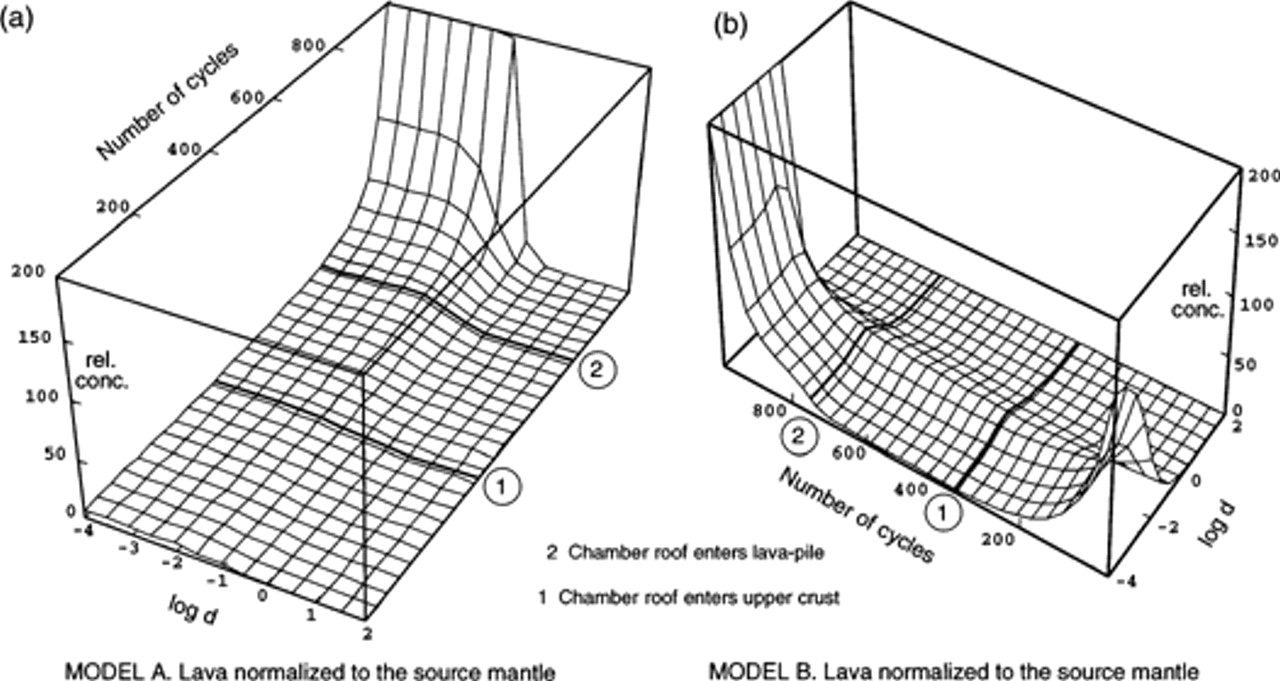 (a)
Number of cycles
800
600
400
200
200
150
100
50
0
rel.
conc.
-4
-3
-2
-1
0
1
2
log d
1
2
MODEL A. Lava normalized to the source mantle
(b)
200
150
100
50
0
rel.
conc.
2
0
-2
-4
log d
800
600
400
200
Number of cycles
2
1
2 Chamber roof enters lava-pile
1 Chamber roof enters upper crust
MODEL B. Lava normalized to the source mantle